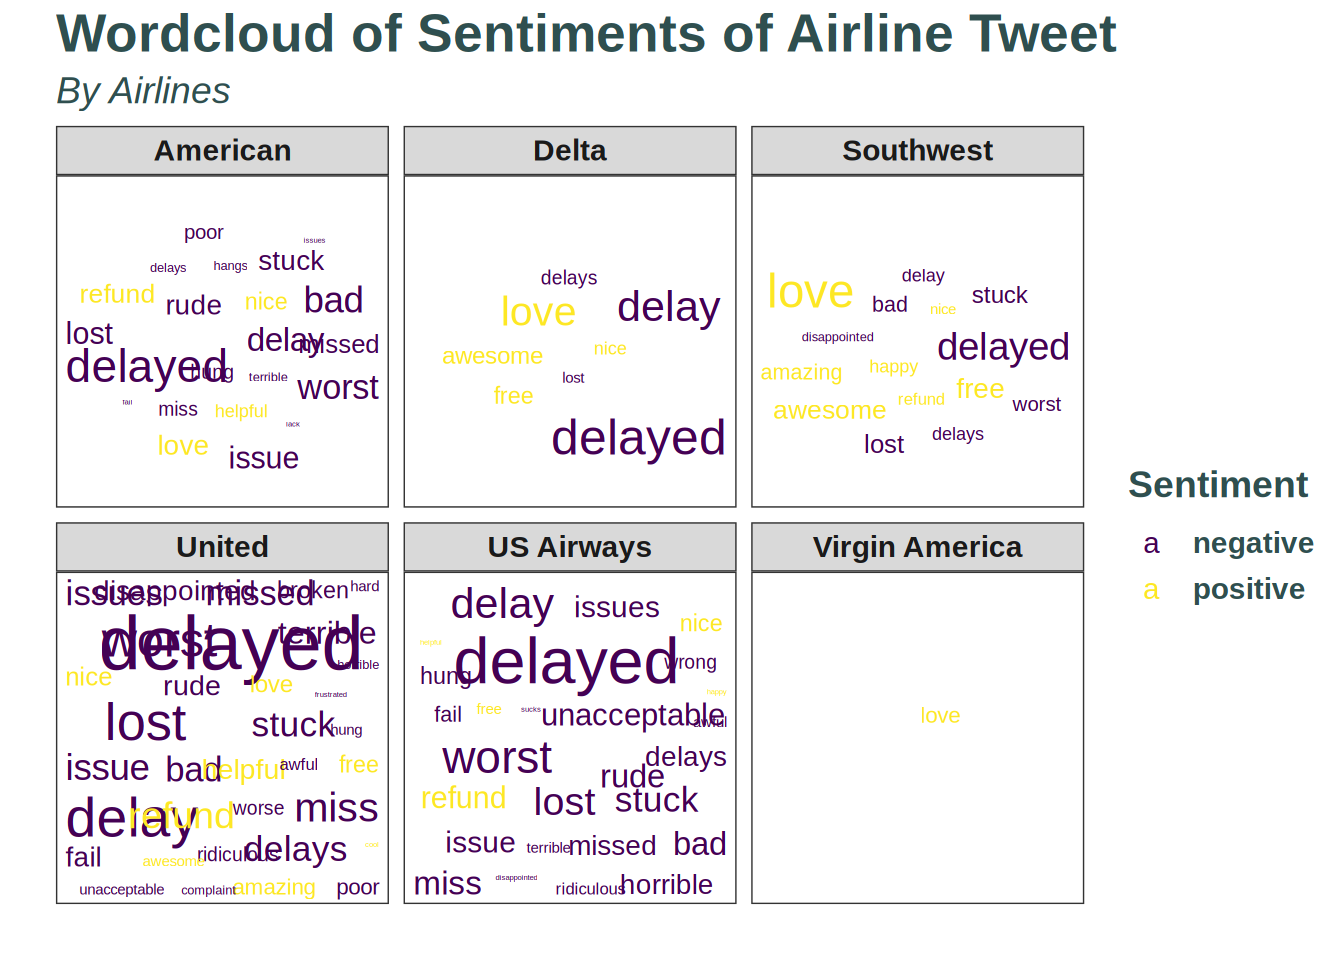 Wordcloud of Sentiments of Airline Tweet
By Airlines
American
Delta
Southwest
poor
issues
delays
hangs
stuck
refund
rude
nice
bad
lost
delay
missed
delayed
hung
terrible
worst
fail
miss
helpful
lack
love
issue
delays
love
delay
awesome
nice
lost
free
delayed
love
delay
bad
nice
stuck
disappointed
delayed
amazing
happy
awesome
refund
free
worst
lost
delays
Sentiment
a negative
a positive
United
US Airways
Virgin America
issues
disappointed
missed
broken
hard
worst
delayed
terrible
horrible
nice
rude
love
frustrated
lost
stuck
hung
issue
bad
helpful
awful
free
delay
refund
worse
miss
fail
awesome
ridiculous
delays
cool
unacceptable
complaint
amazing
poor
delay
issues
nice
helpful
delayed
wrong
hung
happy
fail
free
sucks
unacceptable
awful
worst
delays
rude
refund
lost
stuck
issue
terrible
missed
bad
miss
disappointed
ridiculous
horrible
love